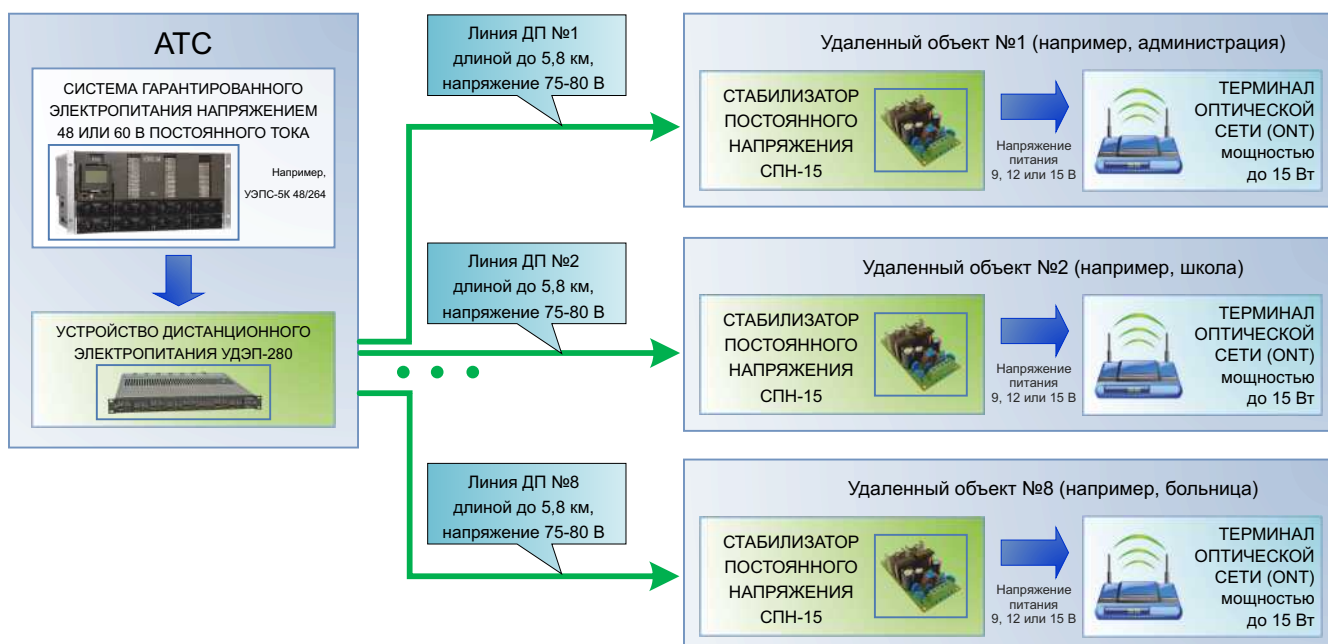 АТС
СИСТЕМА ГАРАНТИРОВАННОГО
ЭЛЕКТРОПИТАНИЯ НАПРЯЖЕНИЕМ
48 ИЛИ 60 В ПОСТОЯННОГО ТОКА
Например,
УЭПС-5К 48/264
УСТРОЙСТВО ДИСТАНЦИОННОГО
ЭЛЕКТРОПИТАНИЯ УДЭП-280
Линия ДП №1
длиной до 5,8 км,
напряжение 75-80 В
Удаленный объект №1 (например, администрация)
СТАБИЛИЗАТОР
ПОСТОЯННОГО
НАПРЯЖЕНИЯ
СПН-15
Напряжение
питания
9, 12 или 15 В
ТЕРМИНАЛ
ОПТИЧЕСКОЙ
СЕТИ (ONT)
мощностью
до 15 Вт
Линия ДП №2
длиной до 5,8 км,
напряжение 75-80 В
Удаленный объект №2 (например, школа)
СТАБИЛИЗАТОР
ПОСТОЯННОГО
НАПРЯЖЕНИЯ
СПН-15
Напряжение
питания
9, 12 или 15 В
ТЕРМИНАЛ
ОПТИЧЕСКОЙ
СЕТИ (ONT)
мощностью
до 15 Вт
Линия ДП №8
длиной до 5,8 км,
напряжение 75-80 В
Удаленный объект №8 (например, больница)
СТАБИЛИЗАТОР
ПОСТОЯННОГО
НАПРЯЖЕНИЯ
СПН-15
Напряжение
питания
9, 12 или 15 В
ТЕРМИНАЛ
ОПТИЧЕСКОЙ
СЕТИ (ONT)
мощностью
до 15 Вт